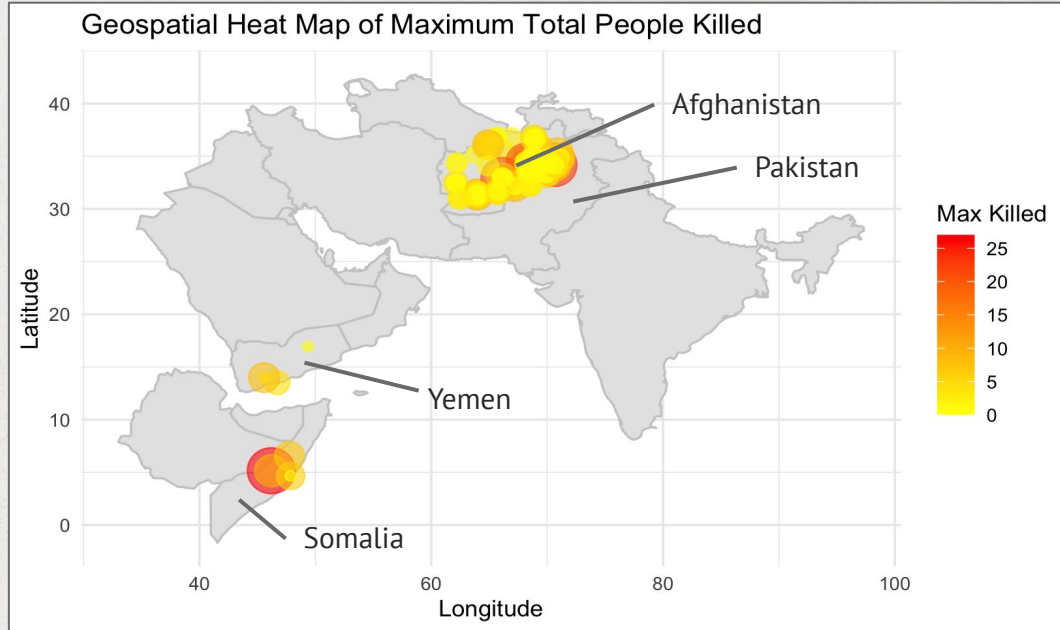 Geospatial Heat Map of Maximum Total People Killed
Afghanistan
Pakistan
Yemen
Somalia
Latitude
40
30
20
10
0
40
60
80
100
Longitude
Max Killed
25
20
15
10
5
0